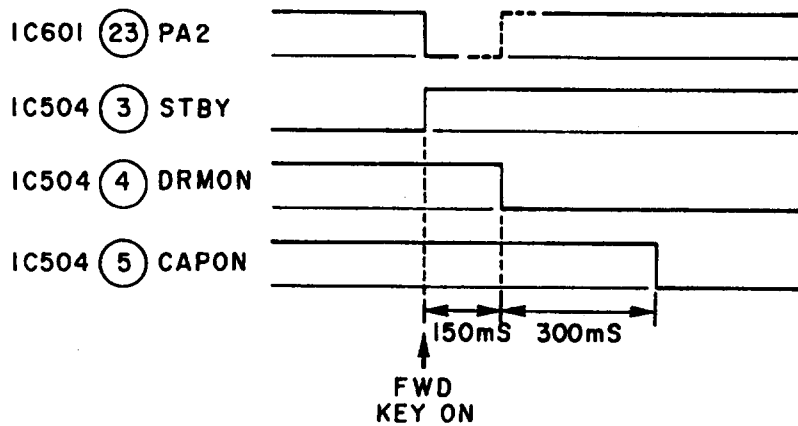 IC601 23 PA2
IC504 3 STBY
IC504 4 DRMON
IC504 5 CAPON
150mS 300mS
FWD
KEY ON